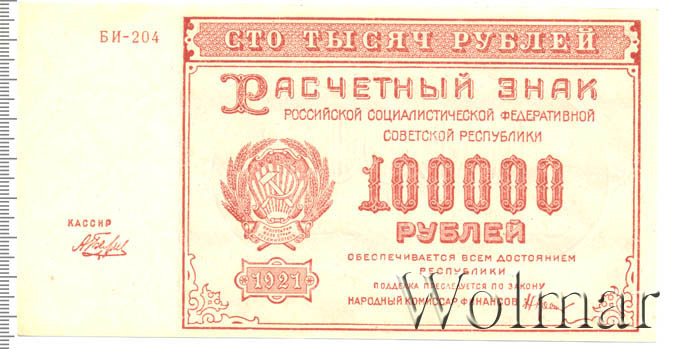 БИ-204
СТО ТЫСЯЧ РУБЛЕЙ
РАСЧЕТНЫЙ ЗНАК
РОССИЙСКОЙ СОЦИАЛИСТИЧЕСКОЙ ФЕДЕРАТИВНОЙ
СОВЕТСКОЙ РЕСПУБЛИКИ
100000
РУБЛЕЙ
КАССИР
1921
ОБЕСПЕЧИВАЕТСЯ ВСЕМ ДОСТОЯНИЕМ
РЕСПУБЛИКИ
ПОДДЕЛКА ПРЕСЛЕДУЕТСЯ ПО ЗАКОНУ
НАРОДНЫЙ КОМИССАР ФИНАНСОВ
Wolmar